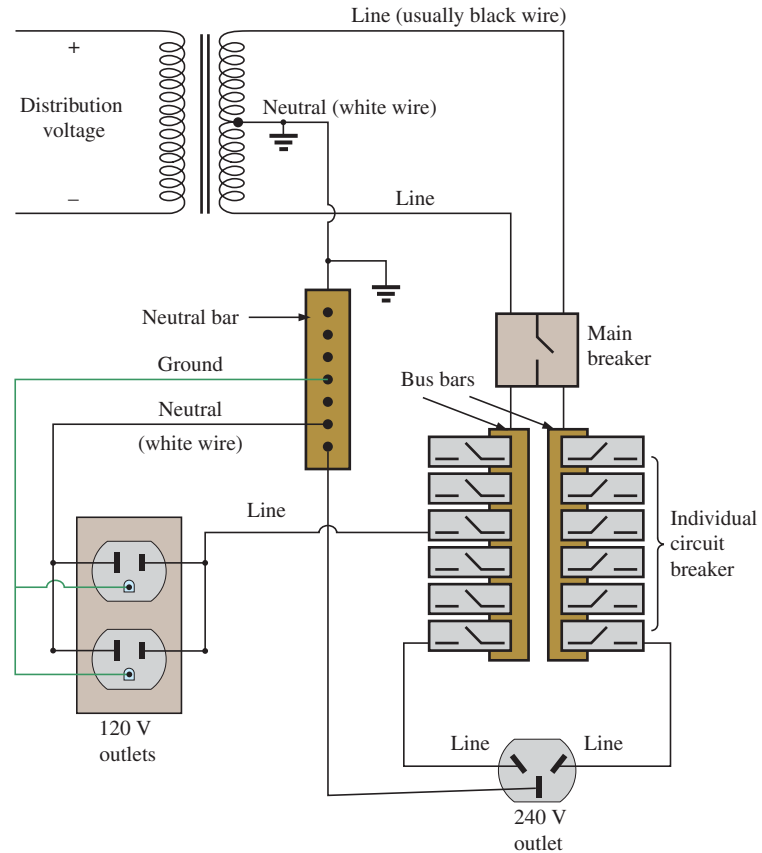 Line (usually black wire)
+
Distribution
voltage
–
Neutral (white wire)
Line
Neutral bar
Main
breaker
Ground
Bus bars
Neutral
(white wire)
Line
Individual
circuit
breaker
120 V
outlets
Line
Line
240 V
outlet